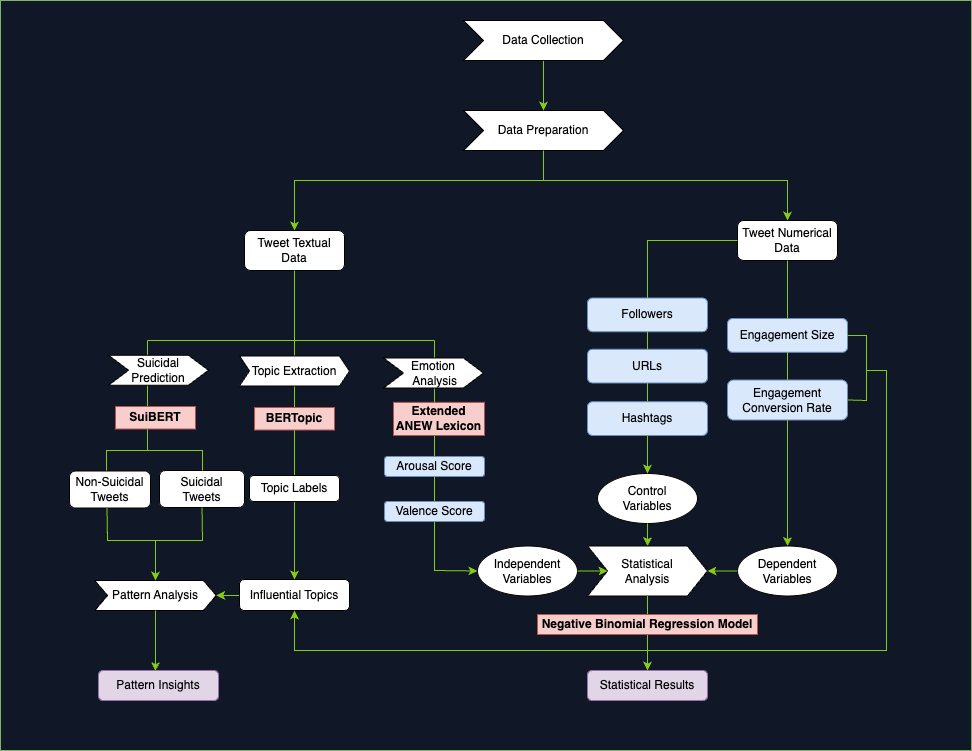 Data Collection
Data Preparation
Tweet Textual
Data
Tweet Numerical
Data
Followers
URLs
Hashtags
Engagement Size
Engagement
Conversion Rate
Suicidal
Prediction
Topic Extraction
Emotion
Analysis
SuiBERT
BERTopic
Extended
ANEW Lexicon
Arousal Score
Valence Score
Non-Suicidal
Tweets
Suicidal
Tweets
Topic Labels
Control
Variables
Independent
Variables
Statistical
Analysis
Dependent
Variables
Pattern Analysis
Influential Topics
Negative Binomial Regression Model
Pattern Insights
Statistical Results